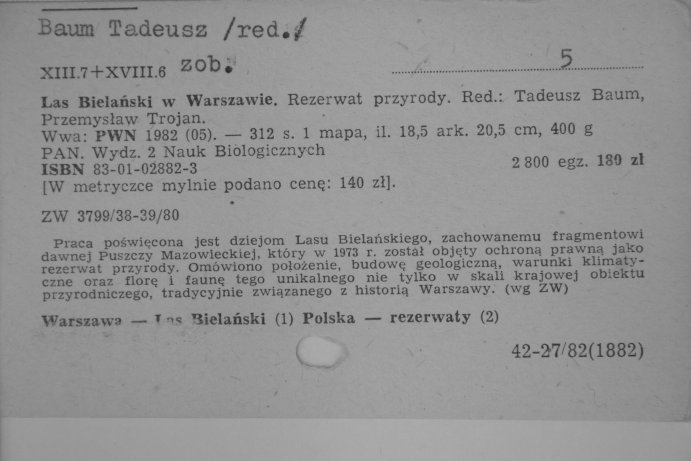 Baum Tadeusz /red./
XIII.7+XVIII.6 zob. 5
Las Bielański w Warszawie. Rezerwat przyrody. Red.: Tadeusz Baum,
Przemysław Trojan.
Wwa: PWN 1982 (05). — 312 s. 1 mapa, il. 18,5 ark. 20,5 cm, 400 g
PAN. Wydz. 2 Nauk Biologicznych
ISBN 83-01-02882-3 2 800 egz. 180 zł
[W metryczce mylnie podano cenę: 140 zł].
ZW 3799/38-39/80
Praca poświęcona jest dziejom Lasu Bielańskiego, zachowanemu fragmentowi
dawnej Puszczy Mazowieckiej, który w 1973 r. został objęty ochroną prawną jako
rezerwat przyrody. Omówiono położenie, budowę geologiczną, warunki klimaty-
czne oraz florę i faunę tego unikalnego nie tylko w skali krajowej obiektu
przyrodniczego, tradycyjnie związanego z historią Warszawy. (wg ZW)
Warszawa — Las Bielański (1) Polska — rezerwaty (2)
42-27/82(1882)